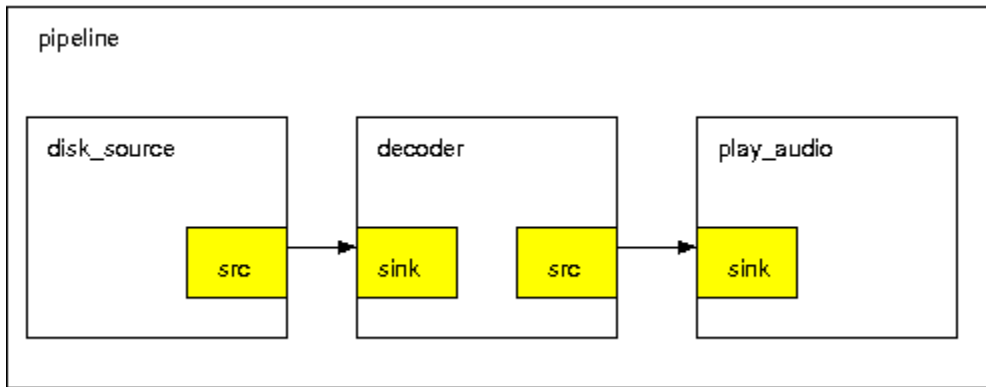 pipeline
disk_source
decoder
play_audio
src
sink
src
sink